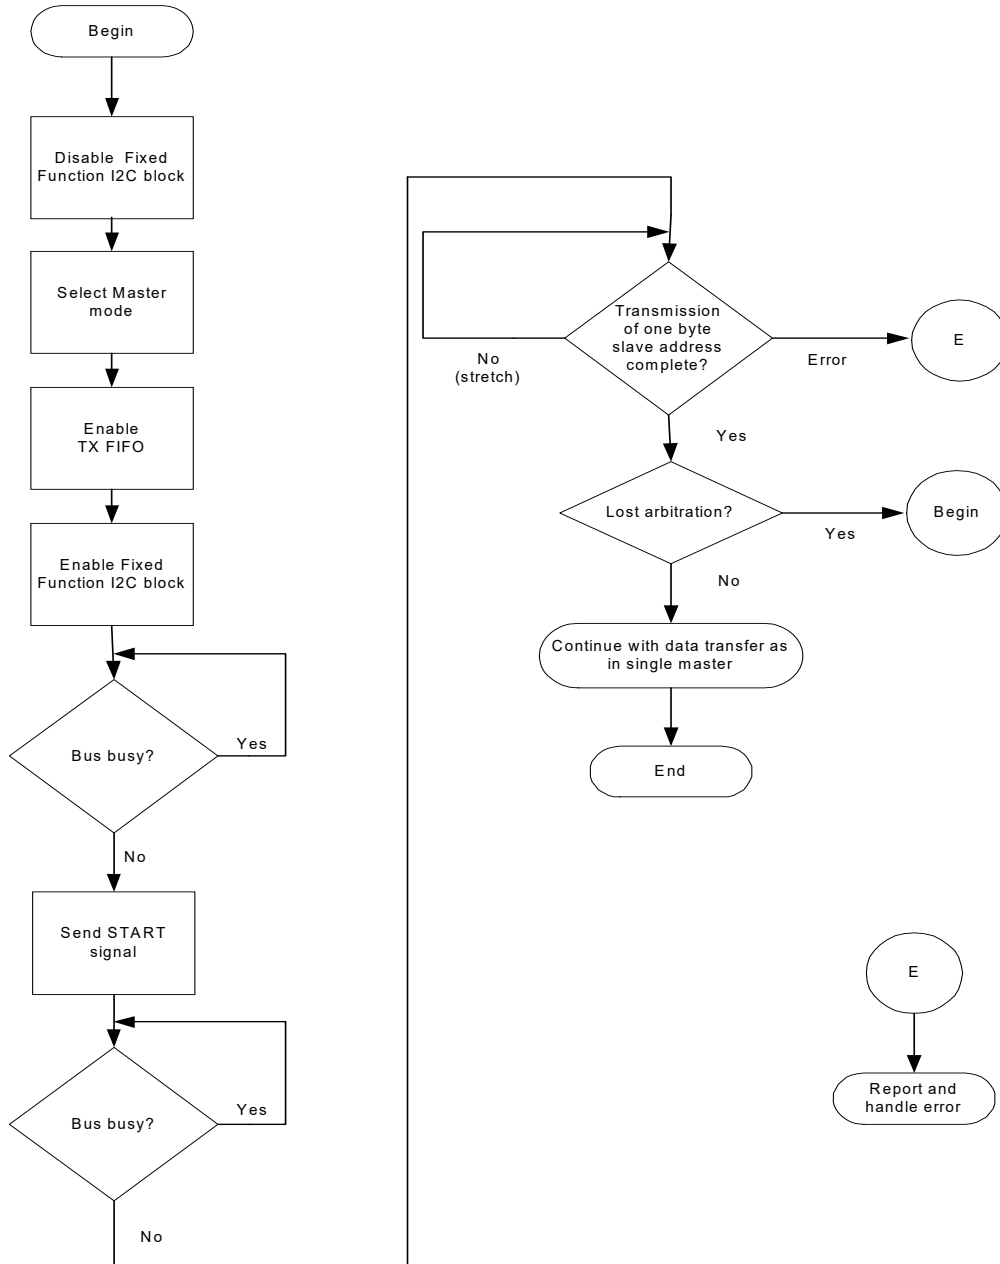 Begin
Disable Fixed
Function I2C block
Select Master
mode
Enable
TX FIFO
Enable Fixed
Function I2C block
Bus busy?
Yes
No
Send START
signal
Bus busy?
Yes
No
Transmission
of one byte
slave address
complete?
No
(stretch)
Error
E
Yes
Lost arbitration?
Yes
Begin
No
Continue with data transfer as
in single master
End
E
Report and
handle error